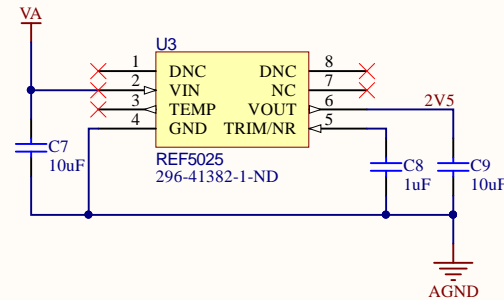 VA
U3
1 DNC DNC 8
2 VIN NC 7
3 TEMP VOUT 6
4 GND TRIM/NR 5
2V5
C7
10uF
REF5025
296-41382-1-ND
C8
1uF
C9
10uF
AGND